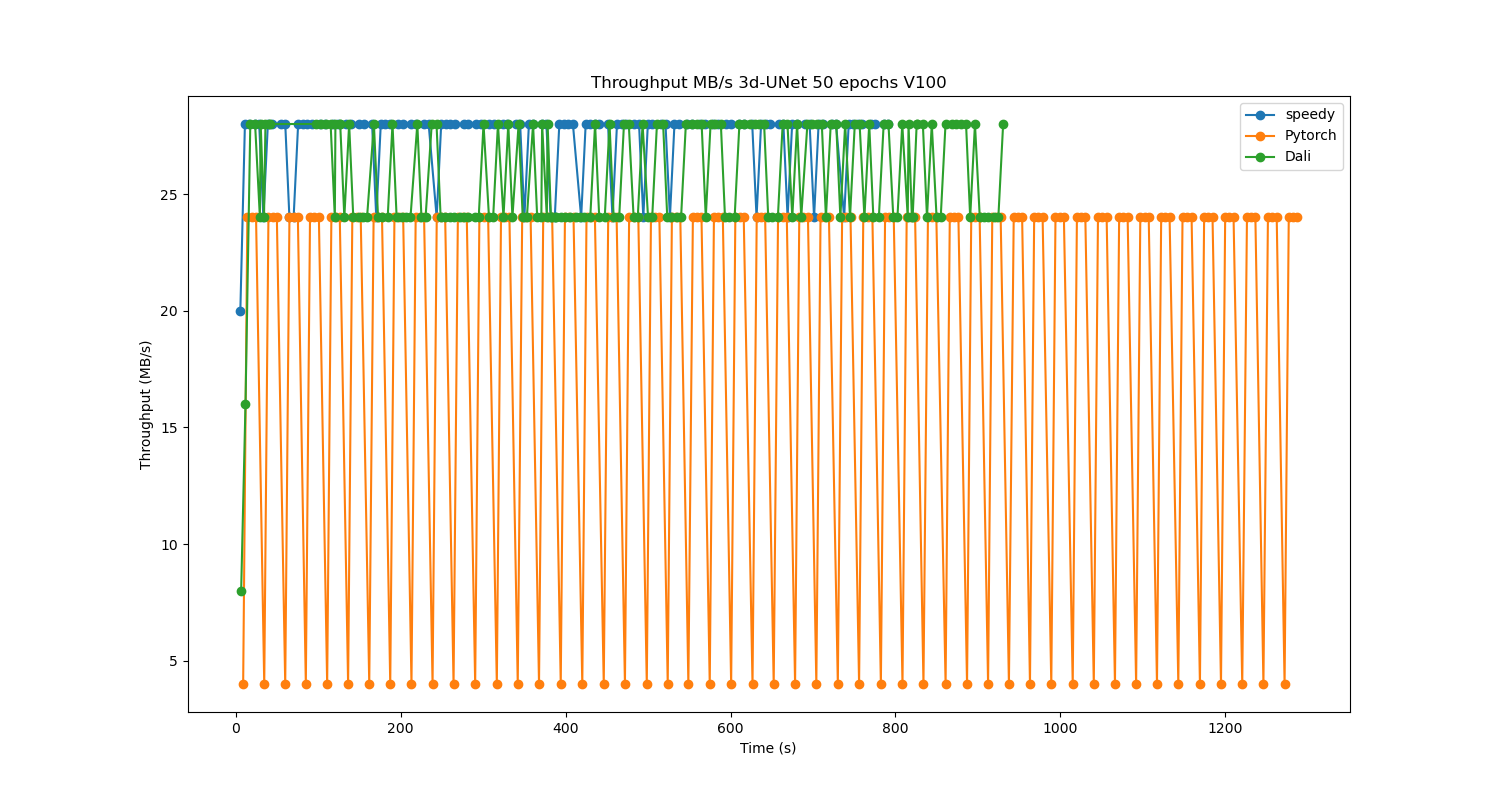 Throughput MB/s 3d-UNet 50 epochs V100
speedy
Pytorch
Dali
Throughput (MB/s)
25
20
15
10
5
0 200 400 600 800 1000 1200
Time (s)